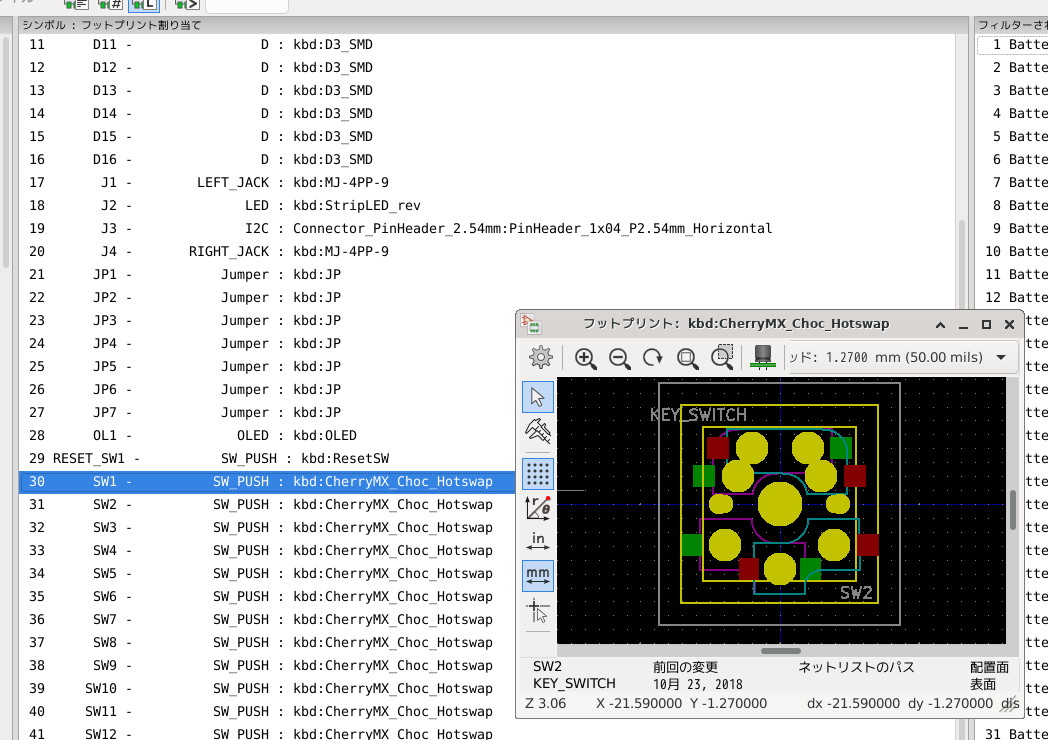 シンボル : フットプリント割り当て
11 D11 - D : kbd:D3_SMD
12 D12 - D : kbd:D3_SMD
13 D13 - D : kbd:D3_SMD
14 D14 - D : kbd:D3_SMD
15 D15 - D : kbd:D3_SMD
16 D16 - D : kbd:D3_SMD
17 J1 - LEFT_JACK : kbd:MJ-4PP-9
18 J2 - LED : kbd:StripLED_rev
19 J3 - I2C : Connector_PinHeader_2.54mm:PinHeader_1x04_P2.54mm_Horizontal
20 J4 - RIGHT_JACK : kbd:MJ-4PP-9
21 JP1 - Jumper : kbd:JP
22 JP2 - Jumper : kbd:JP
23 JP3 - Jumper : kbd:JP
24 JP4 - Jumper : kbd:JP
25 JP5 - Jumper : kbd:JP
26 JP6 - Jumper : kbd:JP
27 JP7 - Jumper : kbd:JP
28 OL1 - OLED : kbd:OLED
29 RESET_SW1 - SW_PUSH : kbd:ResetSW
30 SW1 - SW_PUSH : kbd:CherryMX_Choc_Hotswap
31 SW2 - SW_PUSH : kbd:CherryMX_Choc_Hotswap
32 SW3 - SW_PUSH : kbd:CherryMX_Choc_Hotswap
33 SW4 - SW_PUSH : kbd:CherryMX_Choc_Hotswap
34 SW5 - SW_PUSH : kbd:CherryMX_Choc_Hotswap
35 SW6 - SW_PUSH : kbd:CherryMX_Choc_Hotswap
36 SW7 - SW_PUSH : kbd:CherryMX_Choc_Hotswap
37 SW8 - SW_PUSH : kbd:CherryMX_Choc_Hotswap
38 SW9 - SW_PUSH : kbd:CherryMX_Choc_Hotswap
39 SW10 - SW_PUSH : kbd:CherryMX_Choc_Hotswap
40 SW11 - SW_PUSH : kbd:CherryMX_Choc_Hotswap
41 SW12 - SW_PUSH : kbd:CherryMX_Choc_Hotswap
フィルターされ
1 Batte
2 Batte
3 Batte
4 Batte
5 Batte
6 Batte
7 Batte
8 Batte
9 Batte
10 Batte
11 Batte
12 Batte
31 Batte
フットプリント: kbd:CherryMX_Choc_Hotswap
ッド: 1.2700 mm (50.00 mils)
r θ
in
mm
KEY_SWITCH
SW2
SW2 前回の変更 ネットリストのパス 配置面
KEY_SWITCH 10月 23, 2018 表面
Z 3.06 X -21.590000 Y -1.270000 dx -21.590000 dy -1.270000 dis